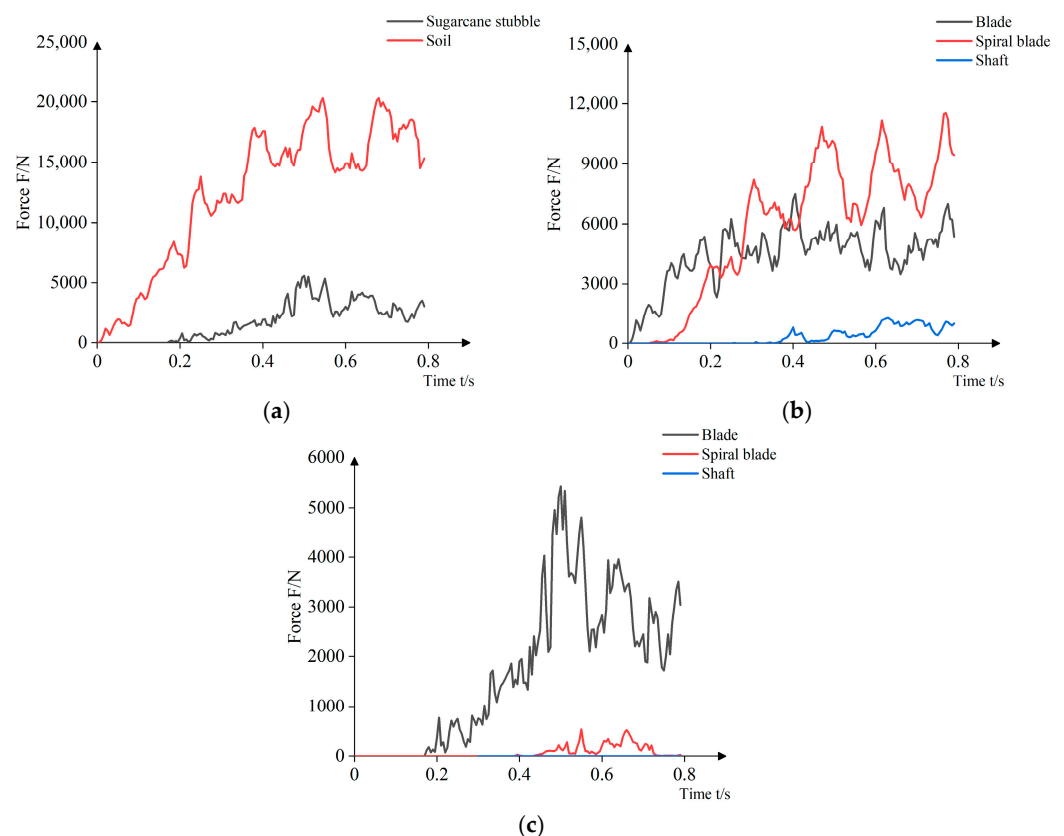 Sugarcane stubble
Soil
25,000
20,000
15,000
10,000
5000
0
Force F/N
0
0.2
0.4
0.6
0.8
Time t/s
(a)
Blade
Spiral blade
Shaft
15,000
12,000
9000
6000
3000
0
Force F/N
0
0.2
0.4
0.6
0.8
Time t/s
(b)
Blade
Spiral blade
Shaft
6000
5000
4000
3000
2000
1000
0
Force F/N
0
0.2
0.4
0.6
0.8
Time t/s
(c)